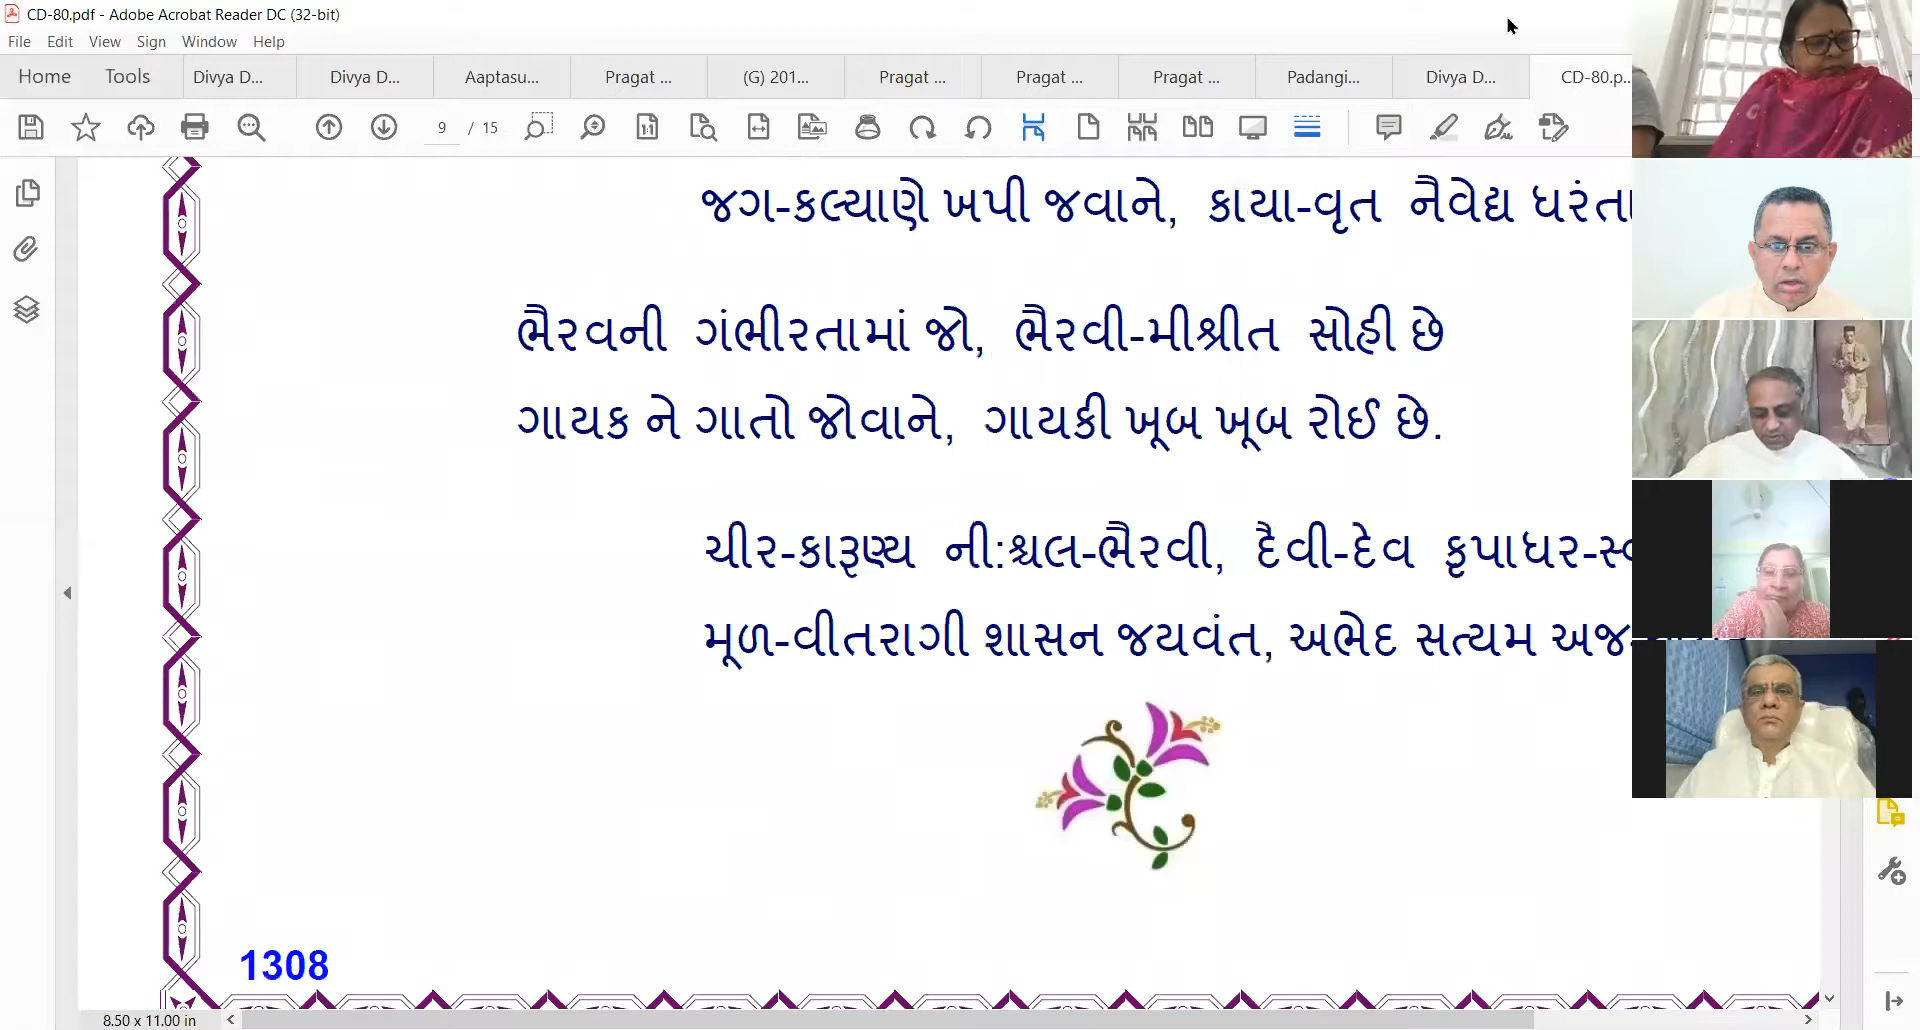 CD-80.pdf - Adobe Acrobat Reader DC (32-bit)
File Edit View Sign Window Help
Home Tools Divya D... Divya D... Aaptasu... Pragat ... (G) 201... Pragat ... Pragat ... Pragat ... Padangi... Divya D... CD-80.p...
9 / 15
જગ-કલ્યાણે ખપી જવાને, કાયા-વૃત નૈવેદ્ય ધરંતા
ભૈરવની ગંભીરતામાં જો, ભૈરવી-મીશ્રીત સોહી છે
ગાયક ને ગાતો જોવાને, ગાયકી ખૂબ ખૂબ રોઈ છે.
ચીર-કારૂણ્ય ની:શ્ચલ-ભૈરવી, દૈવી-દેવ કૃપાધર
મૂળ-વીતરાગી શાસન જયવંત, અભેદ સત્યમ અજ
1308
8.50 x 11.00 in